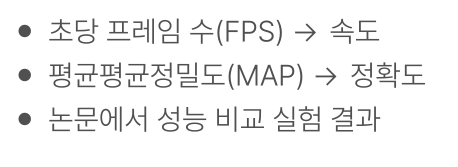 • 초당 프레임 수(FPS) → 속도
• 평균평균정밀도(MAP) → 정확도
• 논문에서 성능 비교 실험 결과